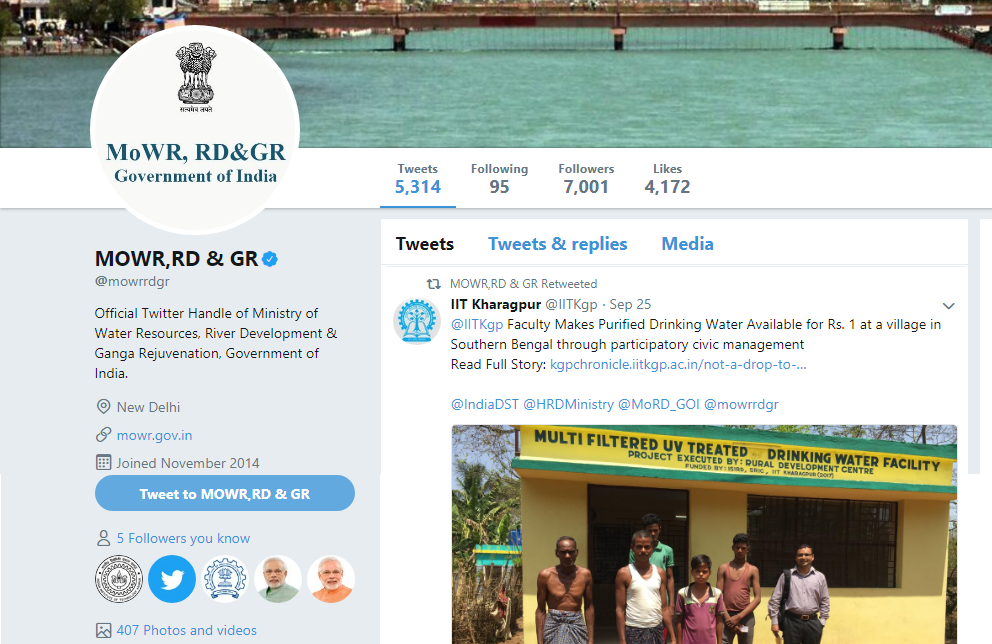 सत्यमेव जयते
MoWR, RD&GR
Government of India
Tweets
5,314
Following
95
Followers
7,001
Likes
4,172
MOWR,RD & GR
@mowrrdgr
Official Twitter Handle of Ministry of
Water Resources, River Development &
Ganga Rejuvenation, Government of
India.
New Delhi
mowr.gov.in
Joined November 2014
Tweet to MOWR,RD & GR
5 Followers you know
407 Photos and videos
Tweets
Tweets & replies
Media
MOWR,RD & GR Retweeted
IIT Kharagpur @IITKgp · Sep 25
@IITKgp Faculty Makes Purified Drinking Water Available for Rs. 1 at a village in
Southern Bengal through participatory civic management
Read Full Story: kgpchronicle.iitkgp.ac.in/not-a-drop-to-...
@IndiaDST @HRDMinistry @MoRD_GOI @mowrrdgr
MULTI FILTERED UV TREATED DRINKING WATER FACILITY
PROJECT EXECUTED BY: RURAL DEVELOPMENT CENTRE
FUNDED BY: ISIRD, SRIC, IIT KHARAGPUR (2017)